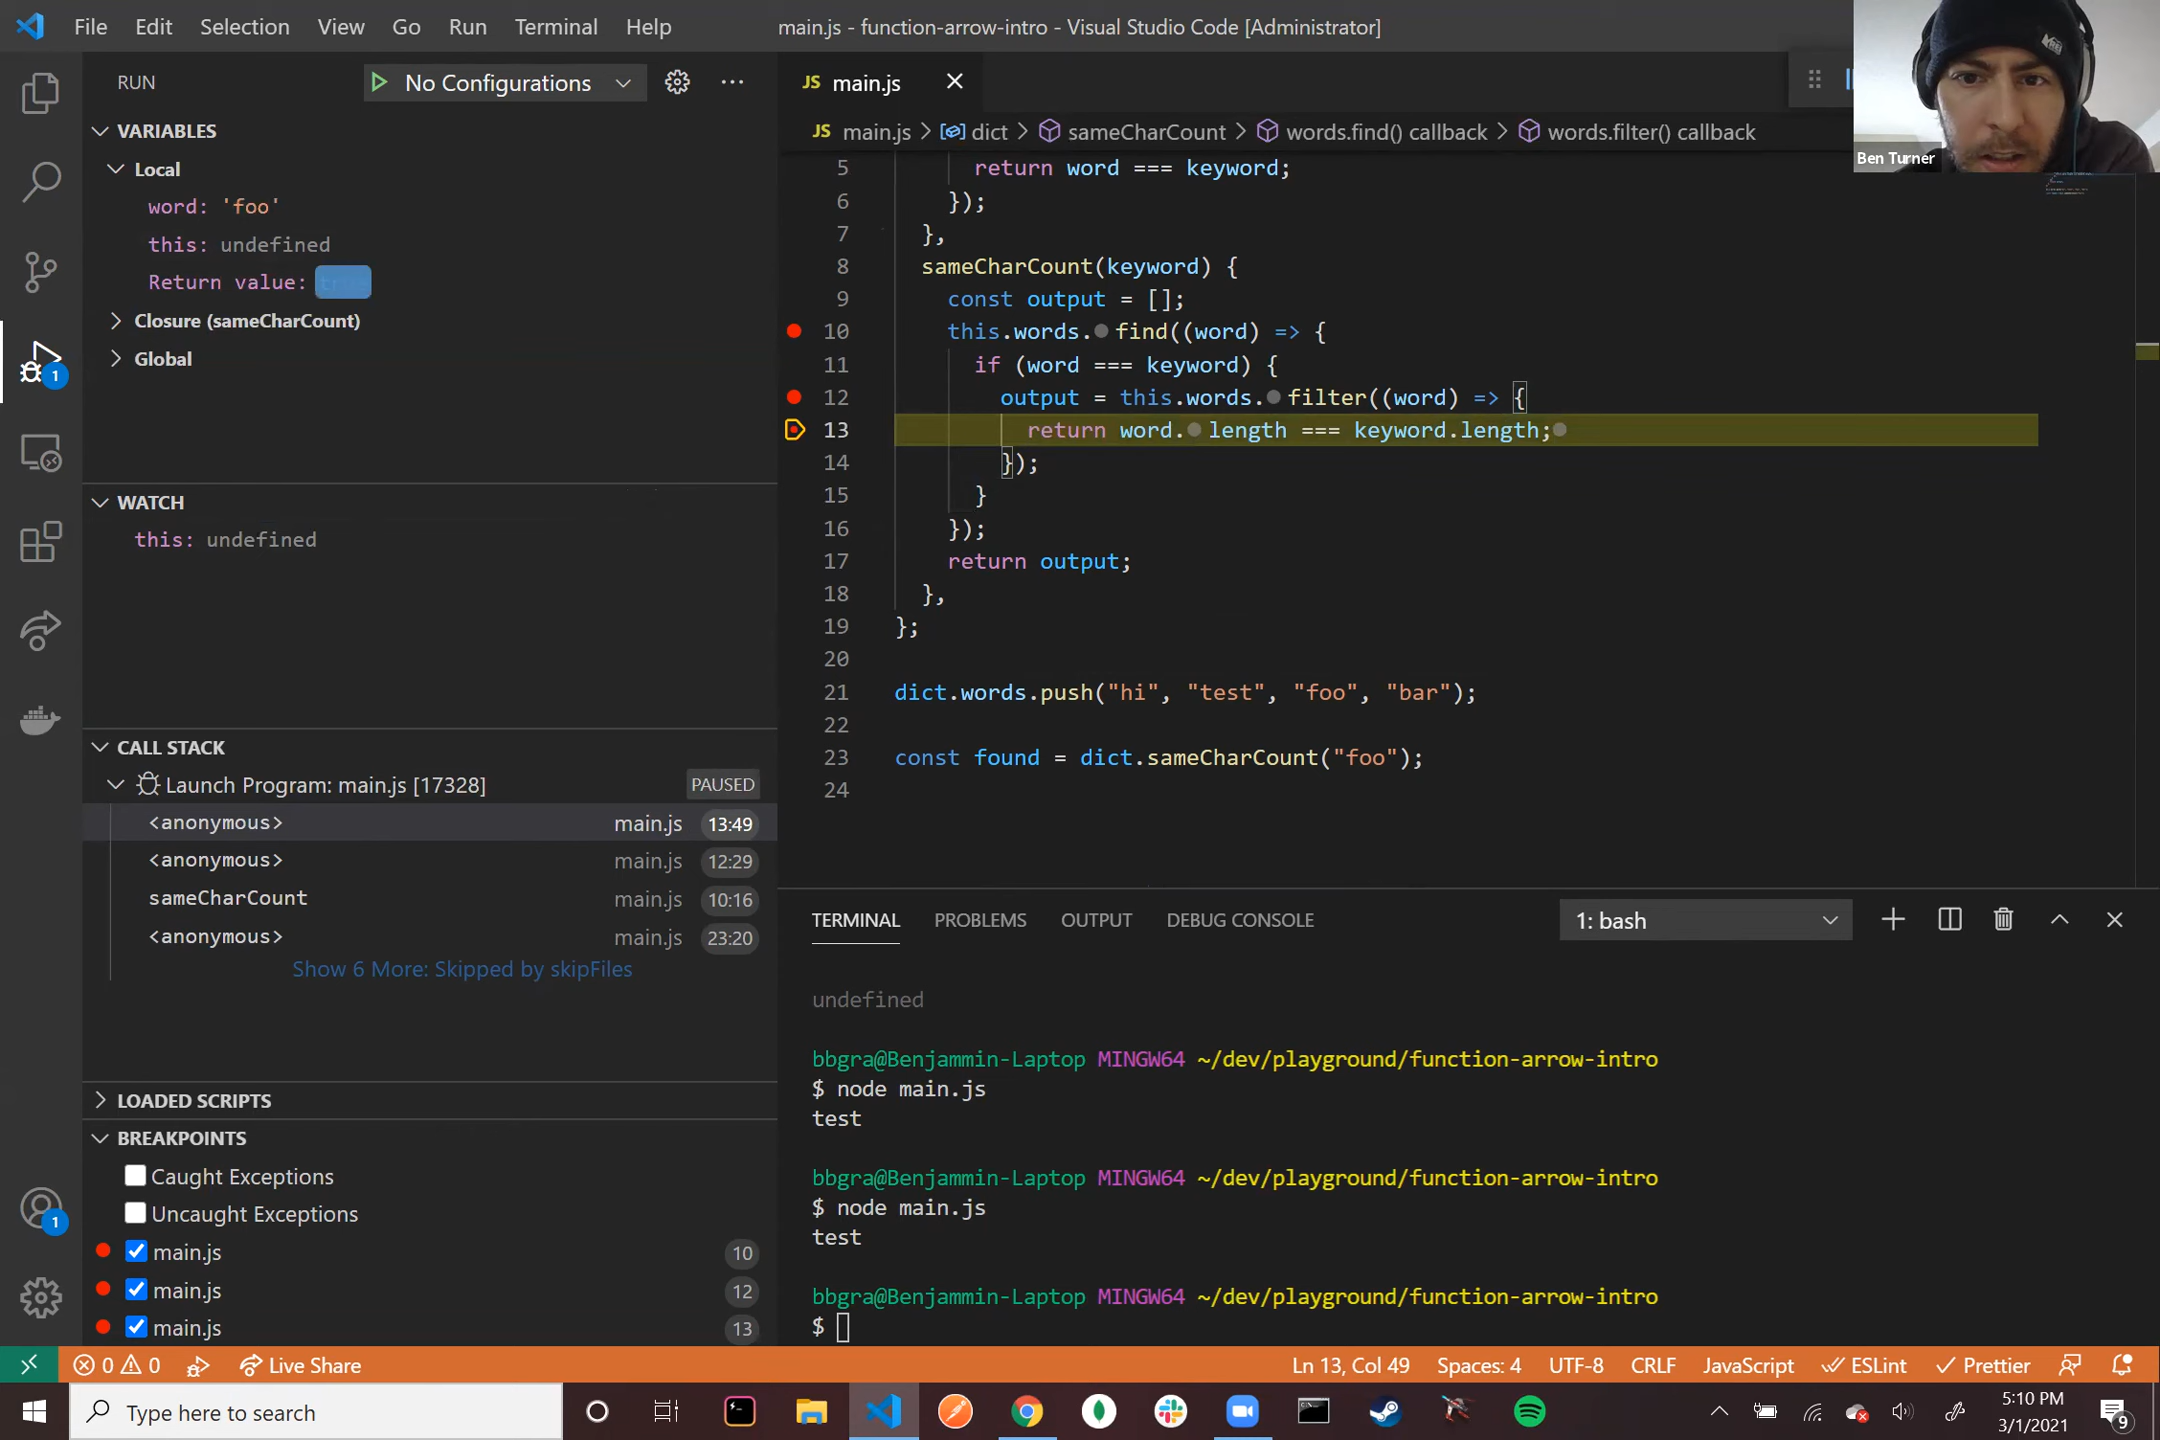 File Edit Selection View Go Run Terminal Help
main.js - function-arrow-intro - Visual Studio Code [Administrator]
Ben Turner
RUN
No Configurations
VARIABLES
Local
word: 'foo'
this: undefined
Return value:
Closure (sameCharCount)
Global
WATCH
this: undefined
CALL STACK
Launch Program: main.js [17328] PAUSED
<anonymous> main.js 13:49
<anonymous> main.js 12:29
sameCharCount main.js 10:16
<anonymous> main.js 23:20
Show 6 More: Skipped by skipFiles
LOADED SCRIPTS
BREAKPOINTS
Caught Exceptions
Uncaught Exceptions
main.js 10
main.js 12
main.js 13
1
1
JS main.js
JS main.js > dict > sameCharCount > words.find() callback > words.filter() callback
5 return word === keyword;
6 });
7 },
8 sameCharCount(keyword) {
9 const output = [];
10 this.words.find((word) => {
11 if (word === keyword) {
12 output = this.words.filter((word) => {
13 return word.length === keyword.length;
14 });
15 }
16 });
17 return output;
18 },
19 };
20
21 dict.words.push("hi", "test", "foo", "bar");
22
23 const found = dict.sameCharCount("foo");
24
TERMINAL PROBLEMS OUTPUT DEBUG CONSOLE 1: bash
undefined
bbgra@Benjammin-Laptop MINGW64 ~/dev/playground/function-arrow-intro
$ node main.js
test
bbgra@Benjammin-Laptop MINGW64 ~/dev/playground/function-arrow-intro
$ node main.js
test
bbgra@Benjammin-Laptop MINGW64 ~/dev/playground/function-arrow-intro
$
0 0 Live Share Ln 13, Col 49 Spaces: 4 UTF-8 CRLF JavaScript ESLint Prettier
Type here to search
5:10 PM
3/1/2021
9